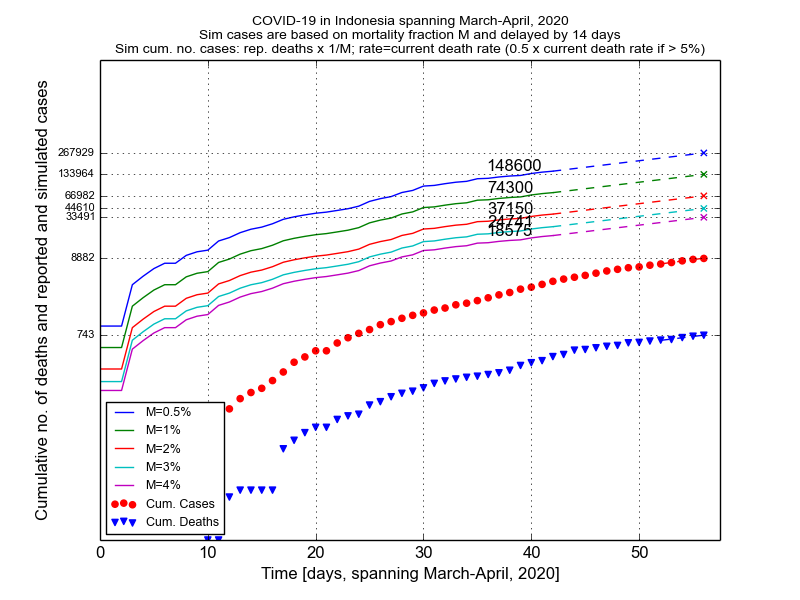 COVID-19 in Indonesia spanning March-April, 2020
Sim cases are based on mortality fraction M and delayed by 14 days
Sim cum. no. cases: rep. deaths x 1/M; rate=current death rate (0.5 x current death rate if > 5%)
Cumulative no. of deaths and reported and simulated cases
267929
133964
66982
44610
33491
8882
743
148600
74300
37150
24741
18575
M=0.5%
M=1%
M=2%
M=3%
M=4%
Cum. Cases
Cum. Deaths
0 10 20 30 40 50
Time [days, spanning March-April, 2020]